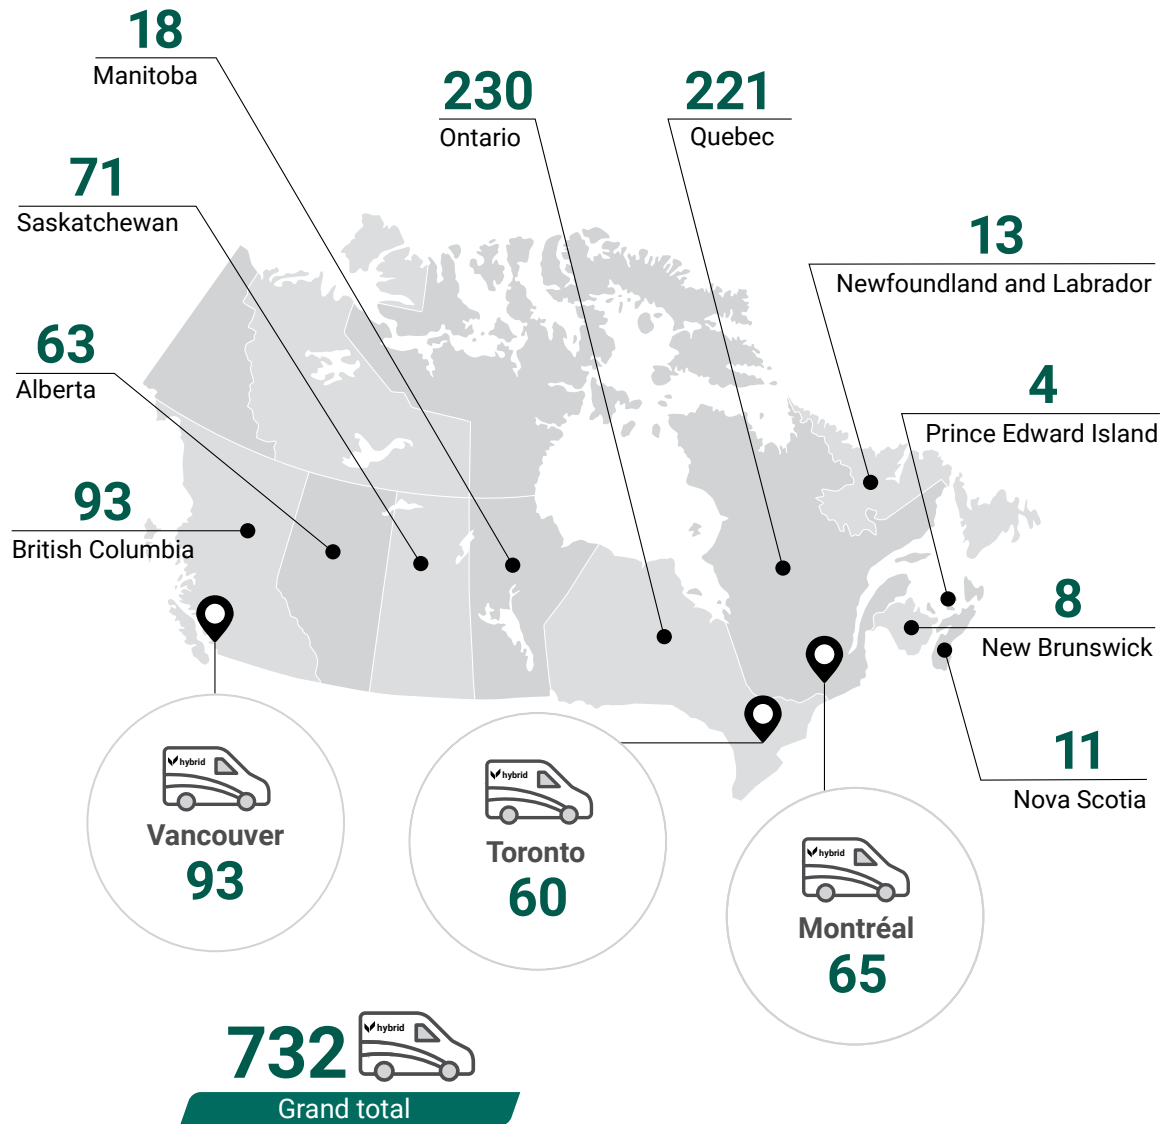 18
Manitoba
230
Ontario
221
Quebec
71
Saskatchewan
13
Newfoundland and Labrador
63
Alberta
4
Prince Edward Island
93
British Columbia
8
New Brunswick
11
Nova Scotia
hybrid
Vancouver
93
hybrid
Toronto
60
hybrid
Montréal
65
732
hybrid
Grand total